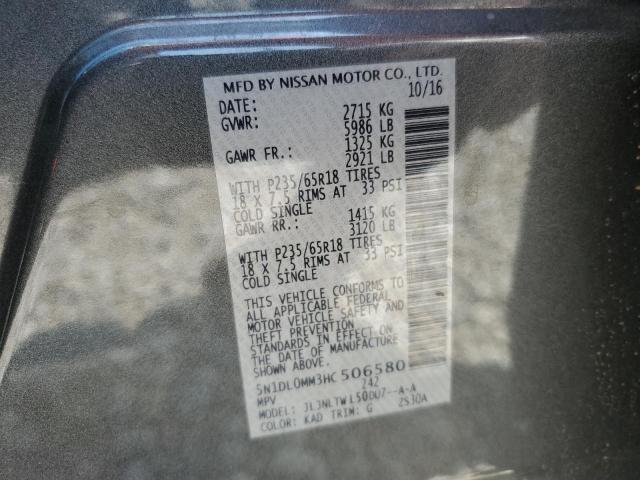 MFD BY NISSAN MOTOR CO., LTD.
DATE: 10/16
GVWR: 2715 KG
5986 LB
GAWR FR.: 1325 KG
2921 LB
WITH P235/65R18 TIRES
18 X 7.5 RIMS AT 33 PSI
COLD SINGLE
GAWR RR.: 1415 KG
3120 LB
WITH P235/65R18 TIRES
18 X 7.5 RIMS AT 33 PSI
COLD SINGLE
THIS VEHICLE CONFORMS TO
ALL APPLICABLE FEDERAL
MOTOR VEHICLE SAFETY AND
THEFT PREVENTION
STANDARDS IN EFFECT ON
THE DATE OF MFR. SHOWN ABOVE.
5N1DL0MM3HC506580
MPV 242
MODEL: JL3NLTWL50DU7--A-A
COLOR: KAD TRIM: G ZS30A